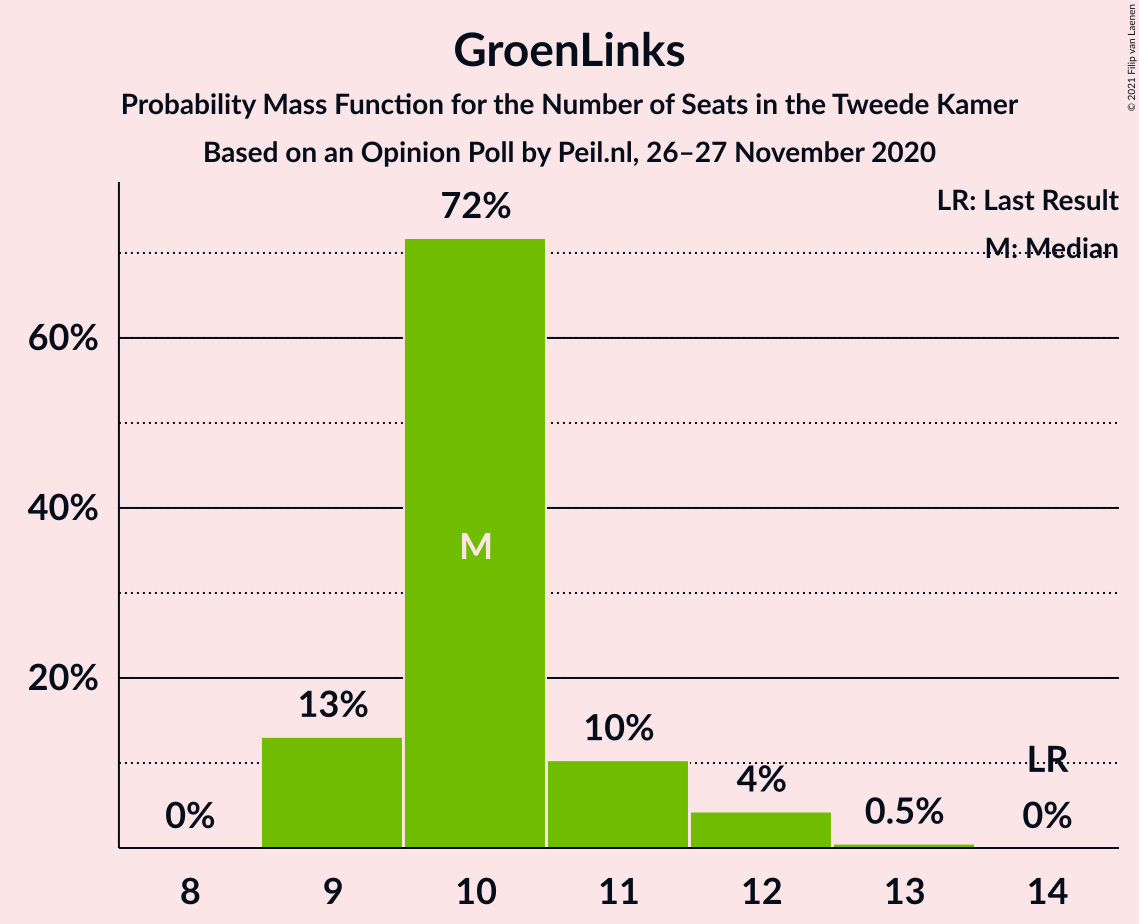 GroenLinks
Probability Mass Function for the Number of Seats in the Tweede Kamer
Based on an Opinion Poll by Peil.nl, 26–27 November 2020
© 2021 Filip van Laenen
LR: Last Result
M: Median
72%
60%
40%
M
20%
13%
10%
LR
4%
0.5%
0%
0%
8 9 10 11 12 13 14